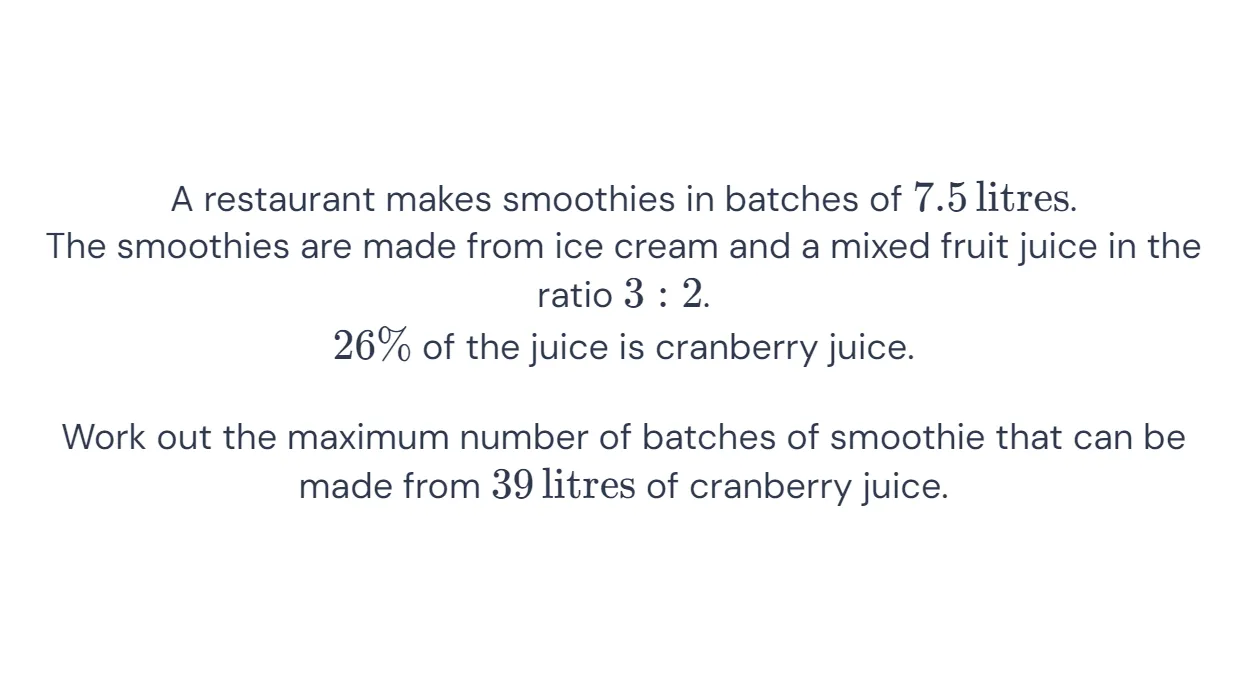 A restaurant makes smoothies in batches of 7.5 litres.
The smoothies are made from ice cream and a mixed fruit juice in the
ratio 3 : 2.
26% of the juice is cranberry juice.
Work out the maximum number of batches of smoothie that can be
made from 39 litres of cranberry juice.